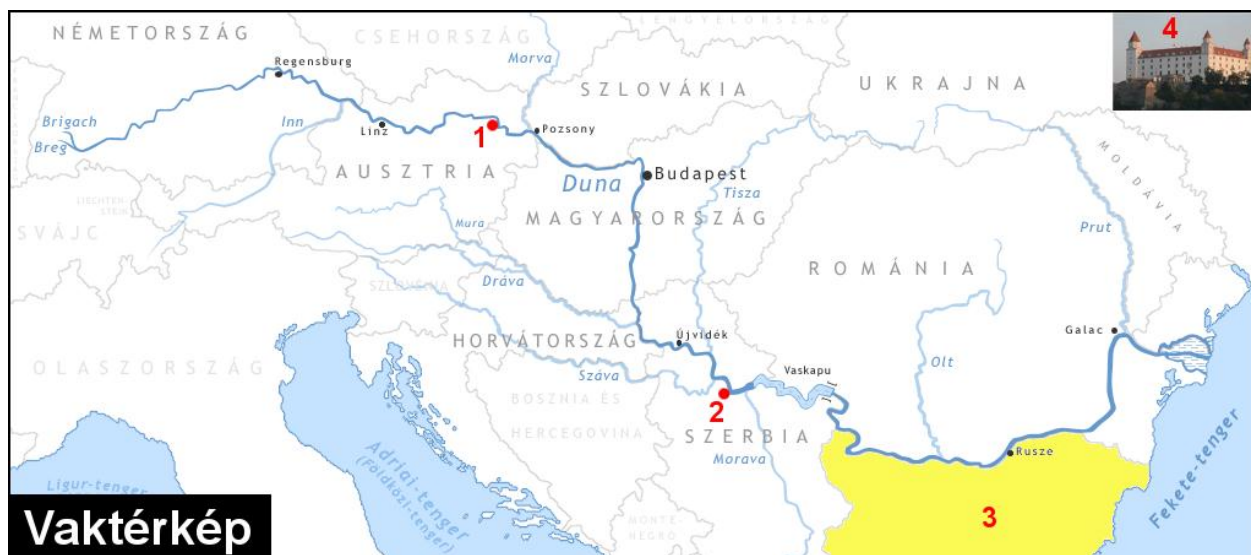 NÉMETORSZÁG
CSEHORSZÁG
LENGYELORSZÁG
4
Regensburg
Morva
SZLOVÁKIA
UKRAJNA
Brigach
Breg
Inn
Linz
1
Pozsony
MOLDÁVIA
AUSZTRIA
Duna
Budapest
Tisza
LIECHTEN-
STEIN
SVÁJC
Mura
MAGYARORSZÁG
Prut
ROMÁNIA
SZLOVÉNIA
Dráva
HORVÁTORSZÁG
Újvidék
Galac
OLASZORSZÁG
Száva
Vaskapu
Olt
BOSZNIA ÉS
HERCEGOVINA
2
SZERBIA
Morava
Rusze
Fekete-tenger
Adriai-tenger
(Földközi-tenger)
Ligur-tenger
3
MONTE-
NEGRÓ
Vaktérkép